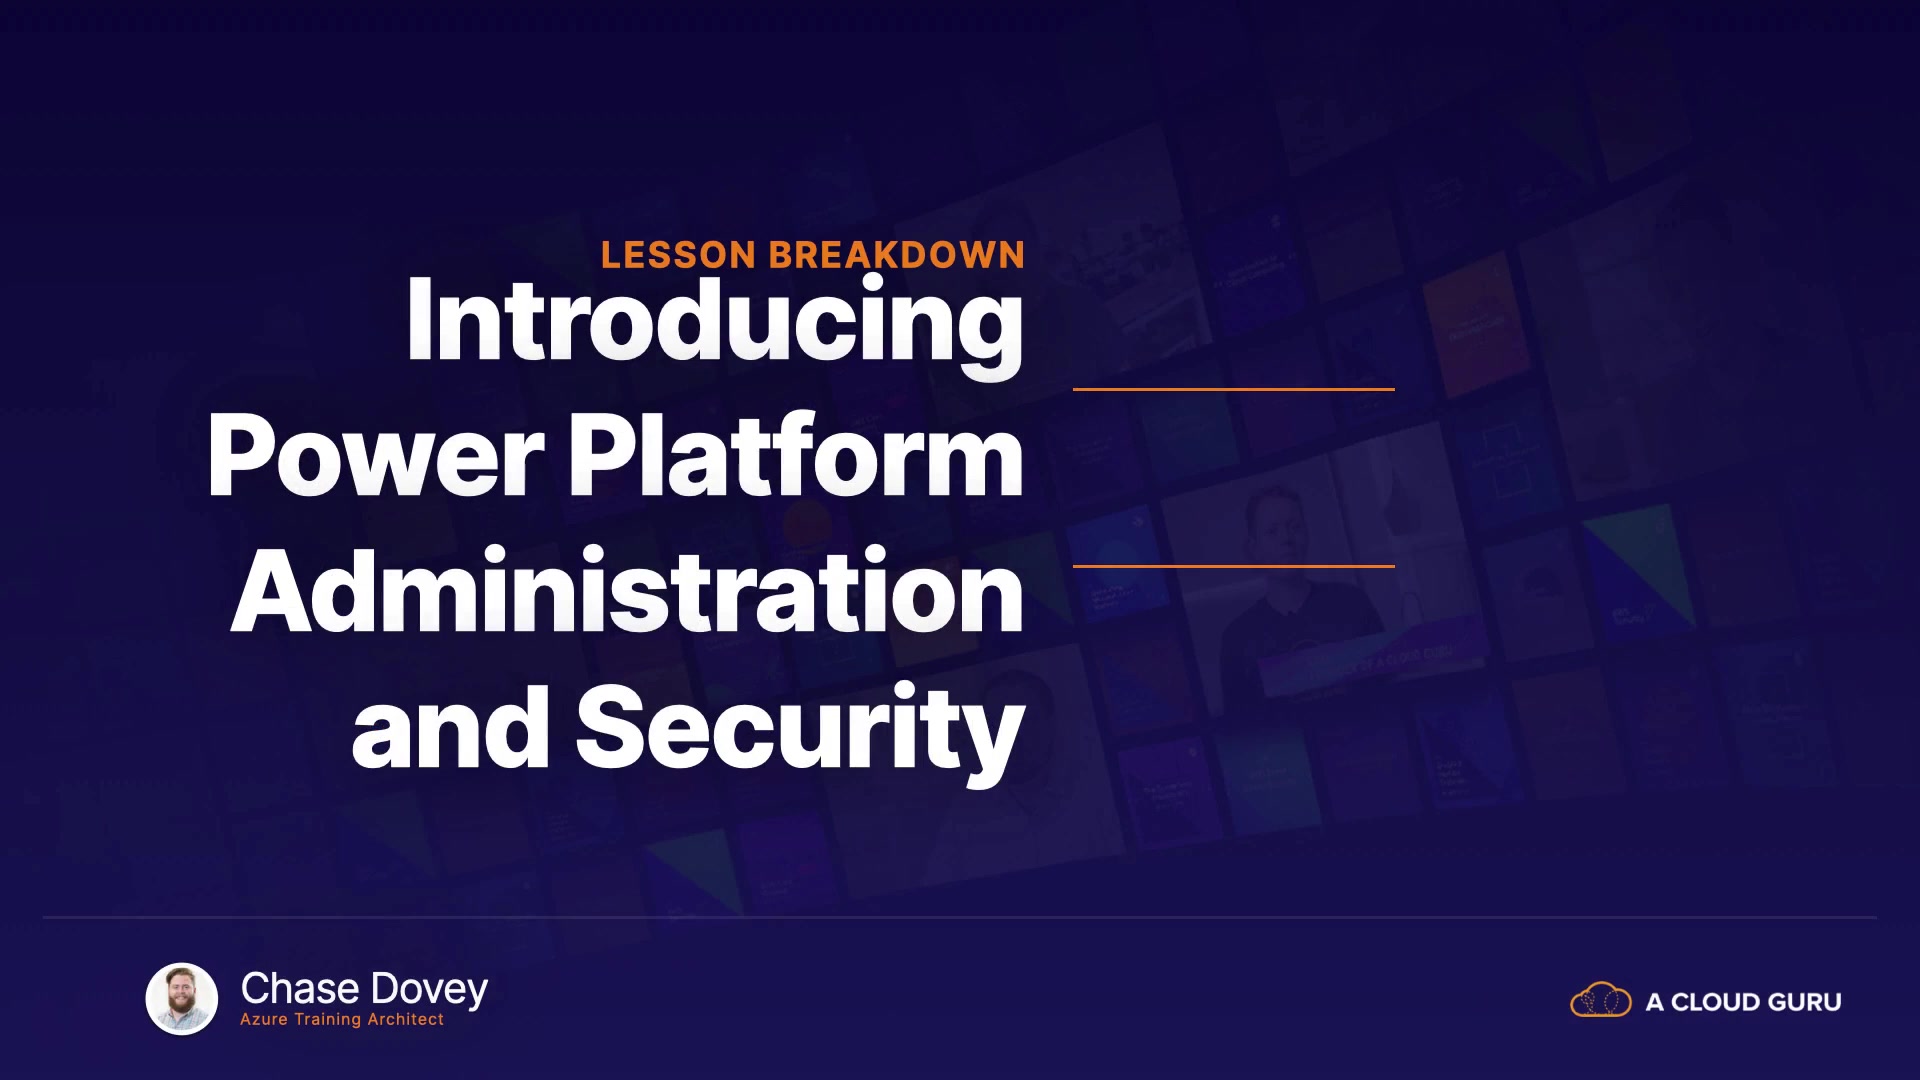 LESSON BREAKDOWN
Introducing
Power Platform
Administration
and Security
Chase Dovey
Azure Training Architect
A CLOUD GURU